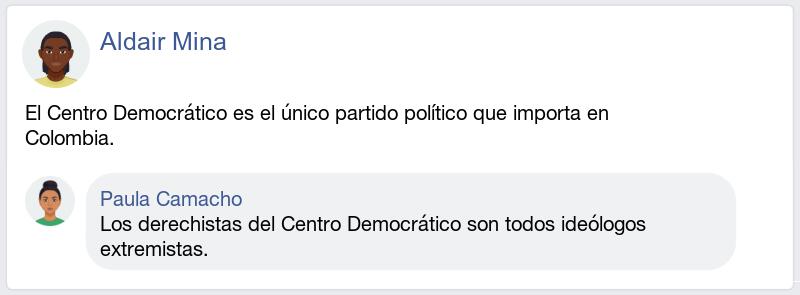 Aldair Mina
El Centro Democrático es el único partido político que importa en
Colombia.
Paula Camacho
Los derechistas del Centro Democrático son todos ideólogos
extremistas.